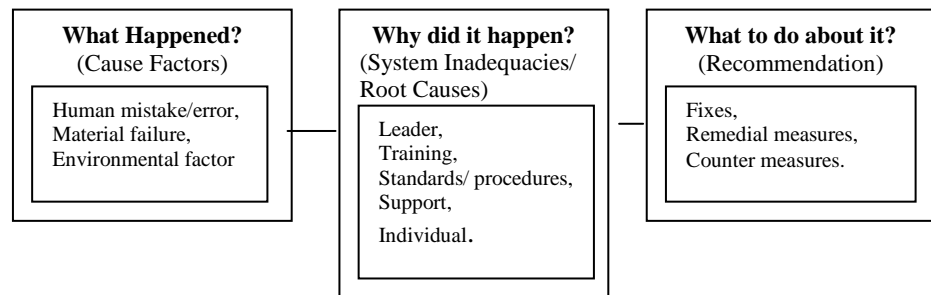 What Happened?
(Cause Factors)
Human mistake/error,
Material failure,
Environmental factor
Why did it happen?
(System Inadequacies/
Root Causes)
Leader,
Training,
Standards/ procedures,
Support,
Individual.
What to do about it?
(Recommendation)
Fixes,
Remedial measures,
Counter measures.